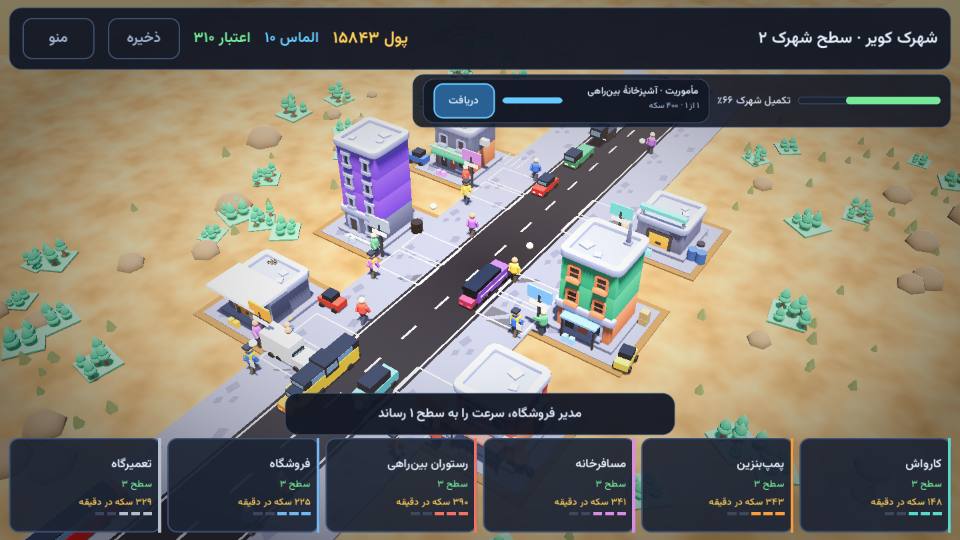 شهرک کویر · سطح شهرک ۲
پول ۱۵۸۴۳
الماس ۱۰
اعتبار ۳۱۰
ذخیره
منو
تکمیل شهرک ۶۶٪
مأموریت · آشپزخانهٔ بین‌راهی
۱ از ۱ · ۴۰۰ سکه
دریافت
مدیر فروشگاه، سرعت را به سطح ۱ رساند
کارواش
سطح ۳
۱۴۸ سکه در دقیقه
پمپ‌بنزین
سطح ۳
۳۴۳ سکه در دقیقه
مسافرخانه
سطح ۳
۳۴۱ سکه در دقیقه
رستوران بین‌راهی
سطح ۳
۳۹۰ سکه در دقیقه
فروشگاه
سطح ۳
۲۲۵ سکه در دقیقه
تعمیرگاه
سطح ۳
۳۲۹ سکه در دقیقه